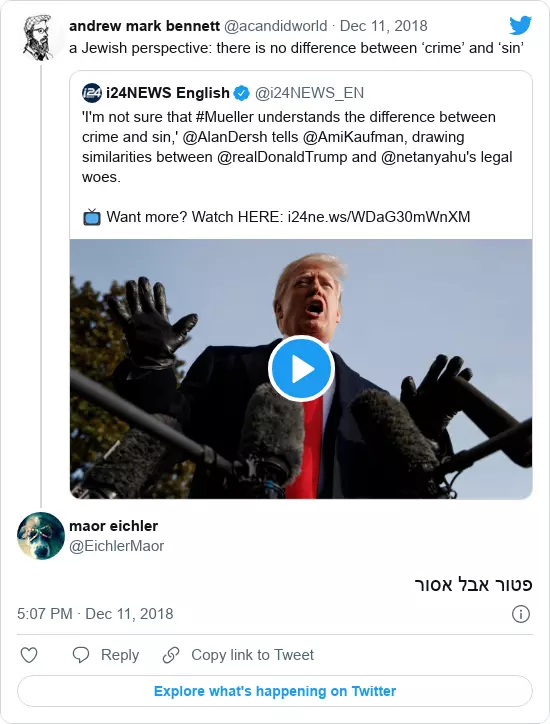 andrew mark bennett @acandidworld · Dec 11, 2018
a Jewish perspective: there is no difference between ‘crime’ and ‘sin’
i24 i24NEWS English @i24NEWS_EN
'I'm not sure that #Mueller understands the difference between
crime and sin,' @AlanDersh tells @AmiKaufman, drawing
similarities between @realDonaldTrump and @netanyahu's legal
woes.
📺 Want more? Watch HERE: i24ne.ws/WDaG30mWnXM
maor eichler
@EichlerMaor
פטור אבל אסור
5:07 PM · Dec 11, 2018
Reply Copy link to Tweet
Explore what's happening on Twitter